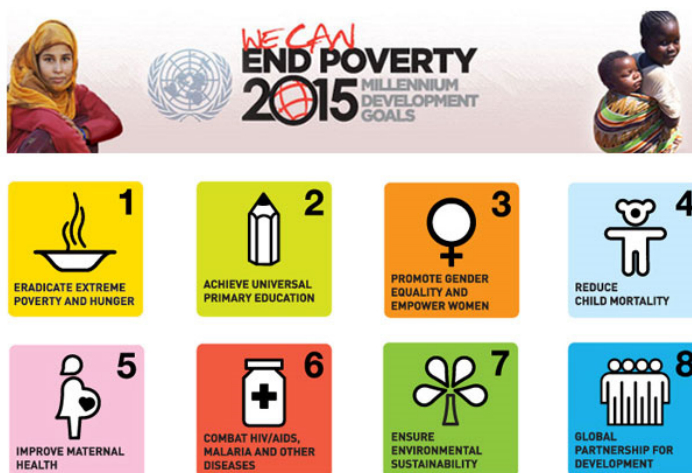 WE CAN
END POVERTY
2015 MILLENNIUM
DEVELOPMENT
GOALS
1
ERADICATE EXTREME
POVERTY AND HUNGER
2
ACHIEVE UNIVERSAL
PRIMARY EDUCATION
3
PROMOTE GENDER
EQUALITY AND
EMPOWER WOMEN
4
REDUCE
CHILD MORTALITY
5
IMPROVE MATERNAL
HEALTH
6
COMBAT HIV/AIDS,
MALARIA AND OTHER
DISEASES
7
ENSURE
ENVIRONMENTAL
SUSTAINABILITY
8
GLOBAL
PARTNERSHIP FOR
DEVELOPMENT